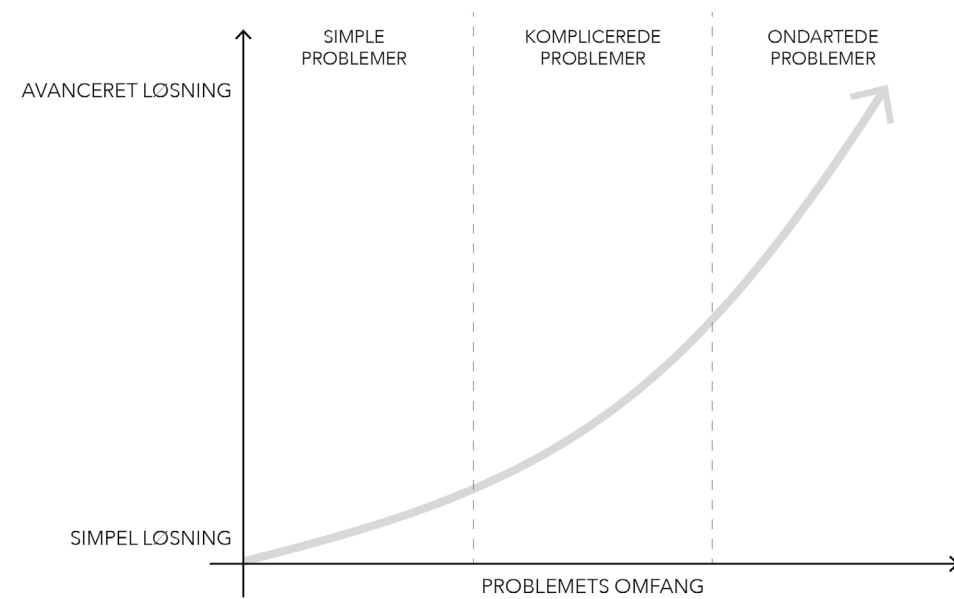 SIMPLE
PROBLEMER
KOMPLICEREDE
PROBLEMER
ONDARTEDE
PROBLEMER
AVANCERET LØSNING
SIMPEL LØSNING
PROBLEMETS OMFANG